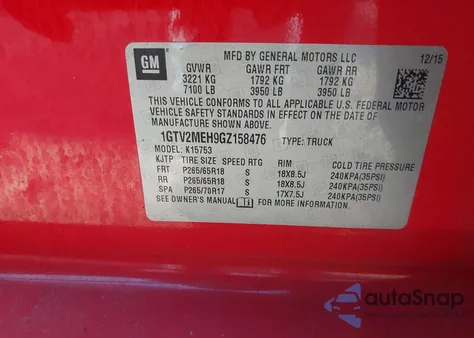 GM
MFD BY GENERAL MOTORS LLC 12/15
GVWR GAWR FRT GAWR RR
3221 KG 1792 KG 1792 KG
7100 LB 3950 LB 3950 LB
THIS VEHICLE CONFORMS TO ALL APPLICABLE U.S. FEDERAL MOTOR
VEHICLE SAFETY STANDARDS IN EFFECT ON THE DATE OF
MANUFACTURE SHOWN ABOVE.
1GTV2MEH9GZ158476 TYPE: TRUCK
MODEL: K15753
KJTP TIRE SIZE SPEED RTG RIM COLD TIRE PRESSURE
FRT P265/65R18 S 18X8.5J 240KPA(35PSI)
RR P265/65R18 S 18X8.5J 240KPA(35PSI)
SPA P265/70R17 S 17X7.5J 240KPA(35PSI)
SEE OWNER'S MANUAL FOR MORE INFORMATION
autoSnap